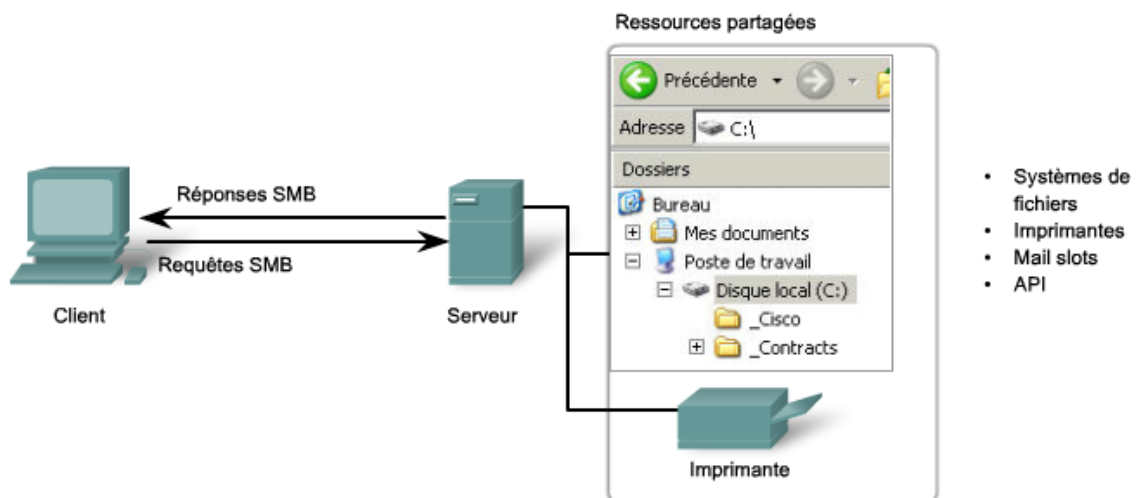 Ressources partagées
Précédente
Adresse C:\
Dossiers
Bureau
Mes documents
Poste de travail
Disque local (C:)
_Cisco
_Contracts
Réponses SMB
Requêtes SMB
Client
Serveur
Imprimante
• Systèmes de
fichiers
• Imprimantes
• Mail slots
• API